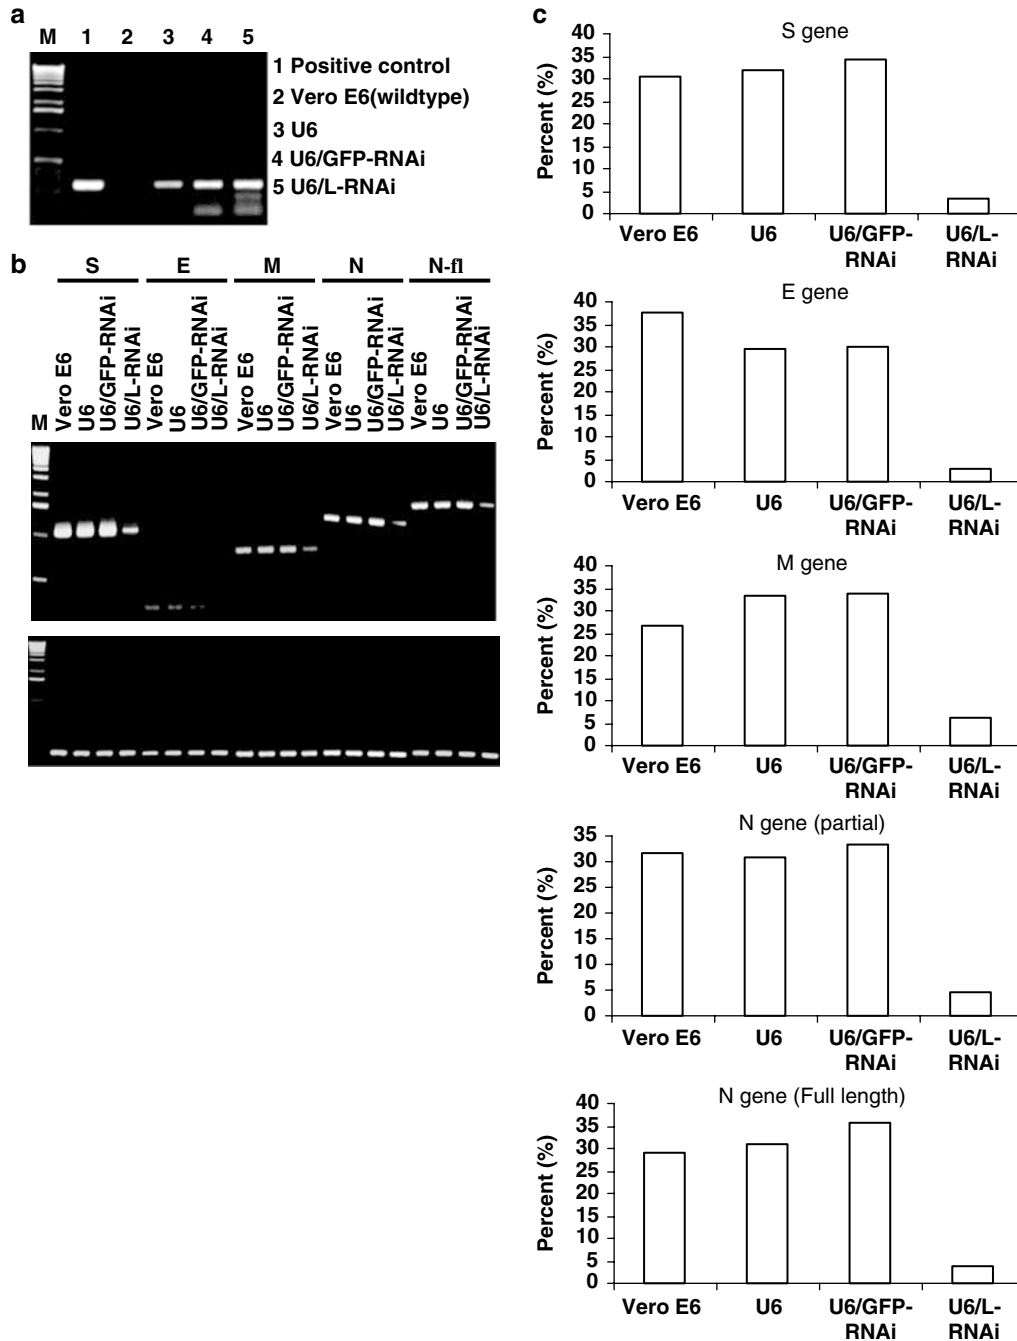 a
M 1 2 3 4 5
1 Positive control
2 Vero E6(wildtype)
3 U6
4 U6/GFP-RNAi
5 U6/L-RNAi
b
S E M N N-fl
M
Vero E6
U6
U6/GFP-RNAi
U6/L-RNAi
Vero E6
U6
U6/GFP-RNAi
U6/L-RNAi
Vero E6
U6
U6/GFP-RNAi
U6/L-RNAi
Vero E6
U6
U6/GFP-RNAi
U6/L-RNAi
Vero E6
U6
U6/GFP-RNAi
U6/L-RNAi
c
S gene
Percent (%)
40
35
30
25
20
15
10
5
0
Vero E6 U6 U6/GFP- U6/L-
RNAi RNAi
E gene
Percent (%)
40
35
30
25
20
15
10
5
0
Vero E6 U6 U6/GFP- U6/L-
RNAi RNAi
M gene
Percent (%)
40
35
30
25
20
15
10
5
0
Vero E6 U6 U6/GFP- U6/L-
RNAi RNAi
N gene (partial)
Percent (%)
35
30
25
20
15
10
5
0
Vero E6 U6 U6/GFP- U6/L-
RNAi RNAi
N gene (Full length)
Percent (%)
40
35
30
25
20
15
10
5
0
Vero E6 U6 U6/GFP- U6/L-
RNAi RNAi